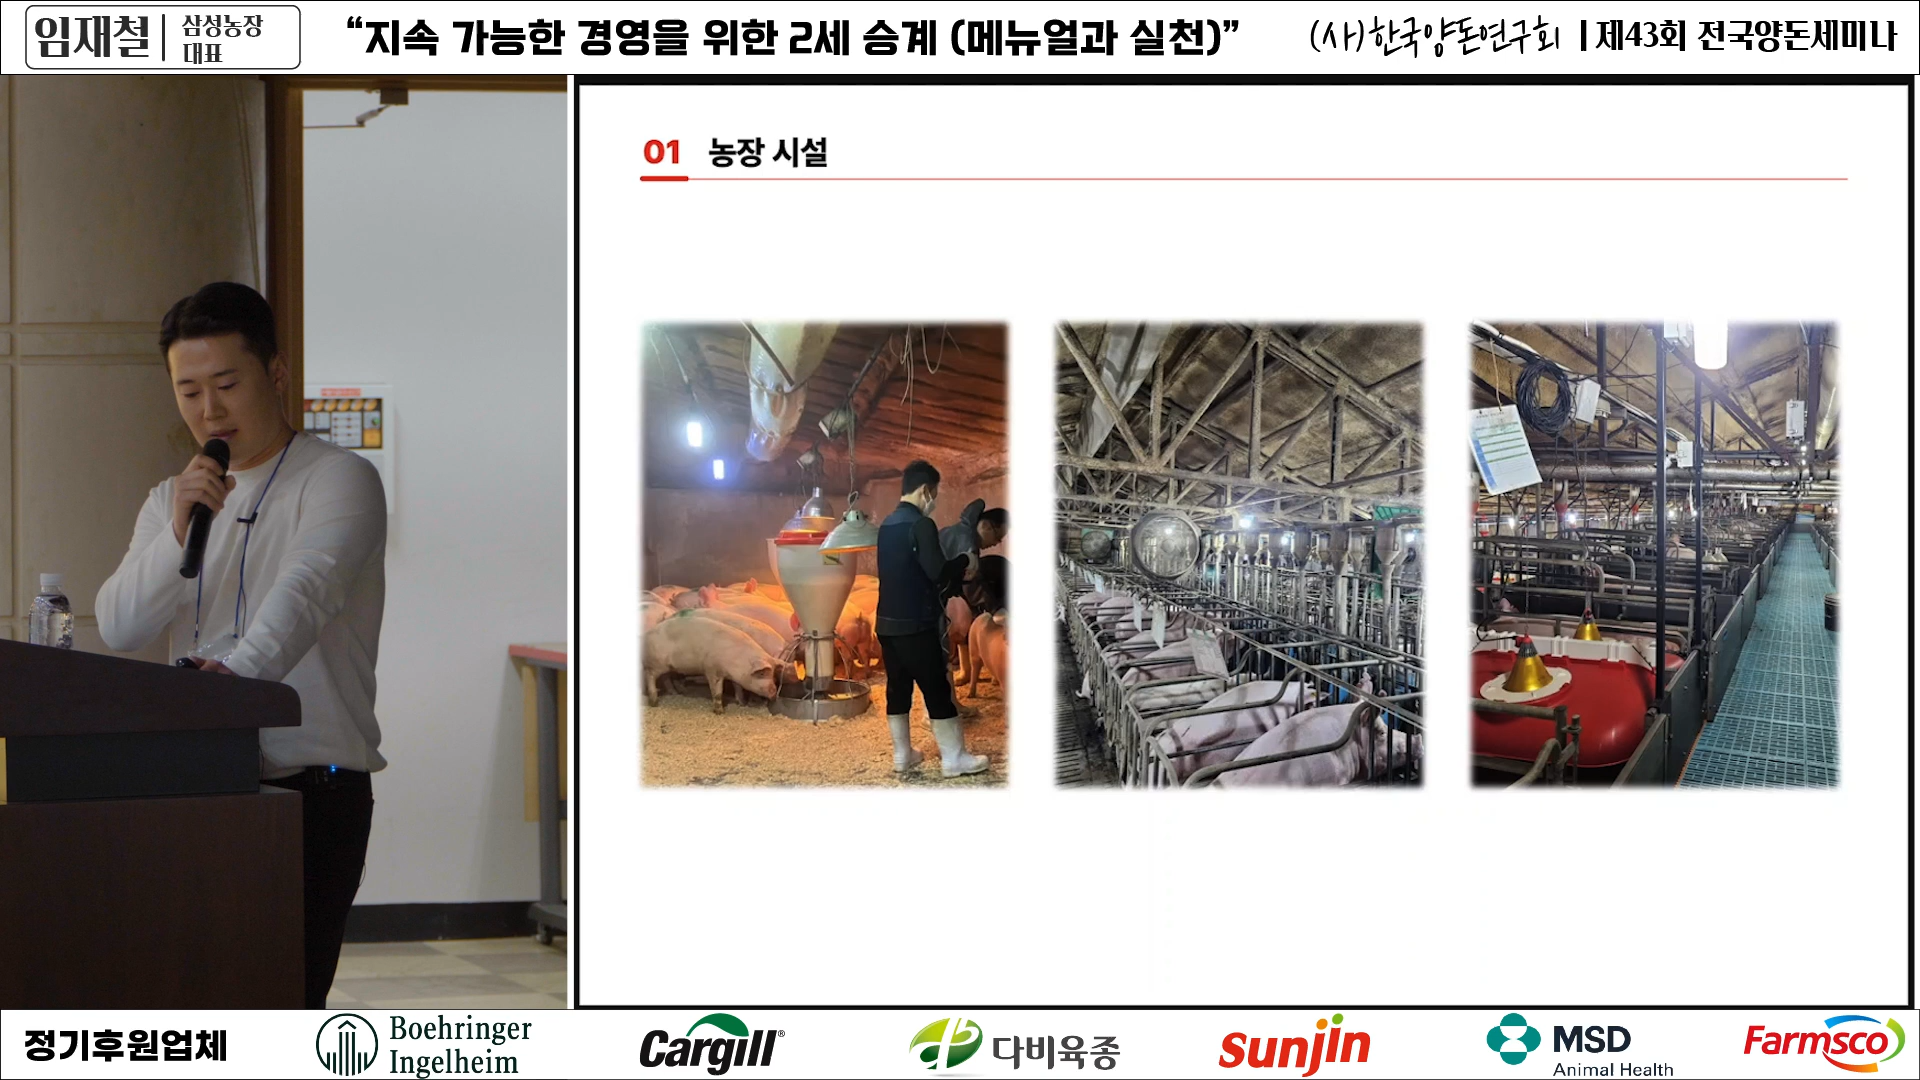 임재철 삼성농장 대표
“지속 가능한 경영을 위한 2세 승계 (메뉴얼과 실천)”
(사)한국양돈연구회 | 제43회 전국양돈세미나
01 농장 시설
정기후원업체
Boehringer Ingelheim
Cargill®
다비육종
sunjin
MSD Animal Health
Farmsco